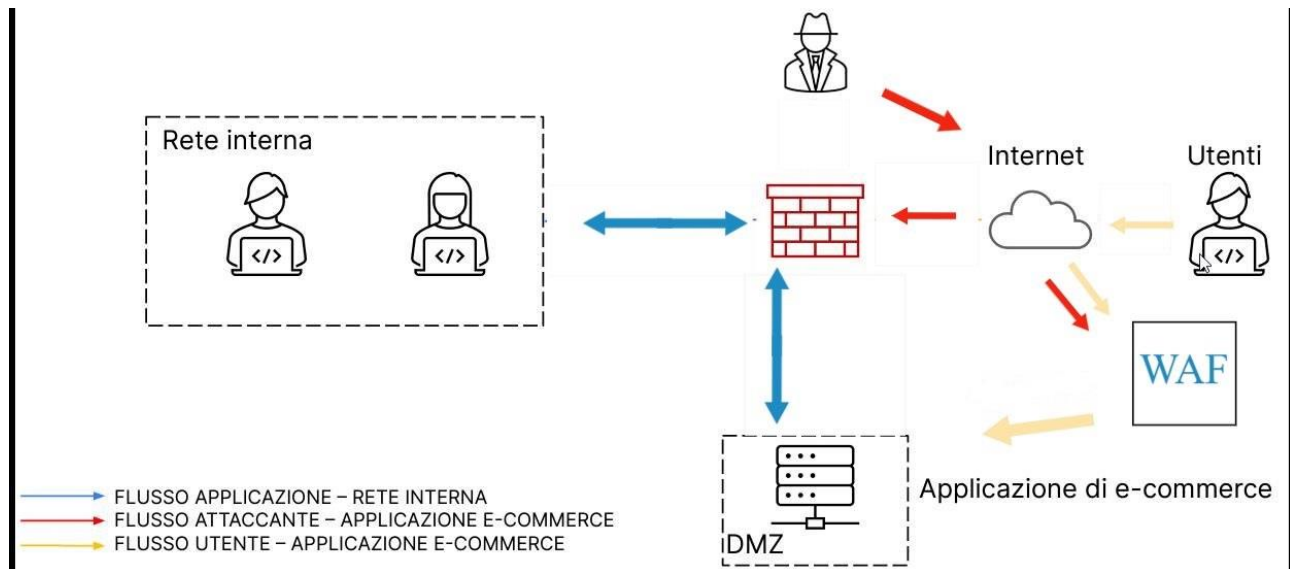 Rete interna
</>
</>
Internet
Utenti
</>
WAF
Applicazione di e-commerce
DMZ
FLUSSO APPLICAZIONE – RETE INTERNA
FLUSSO ATTACCANTE – APPLICAZIONE E-COMMERCE
FLUSSO UTENTE – APPLICAZIONE E-COMMERCE